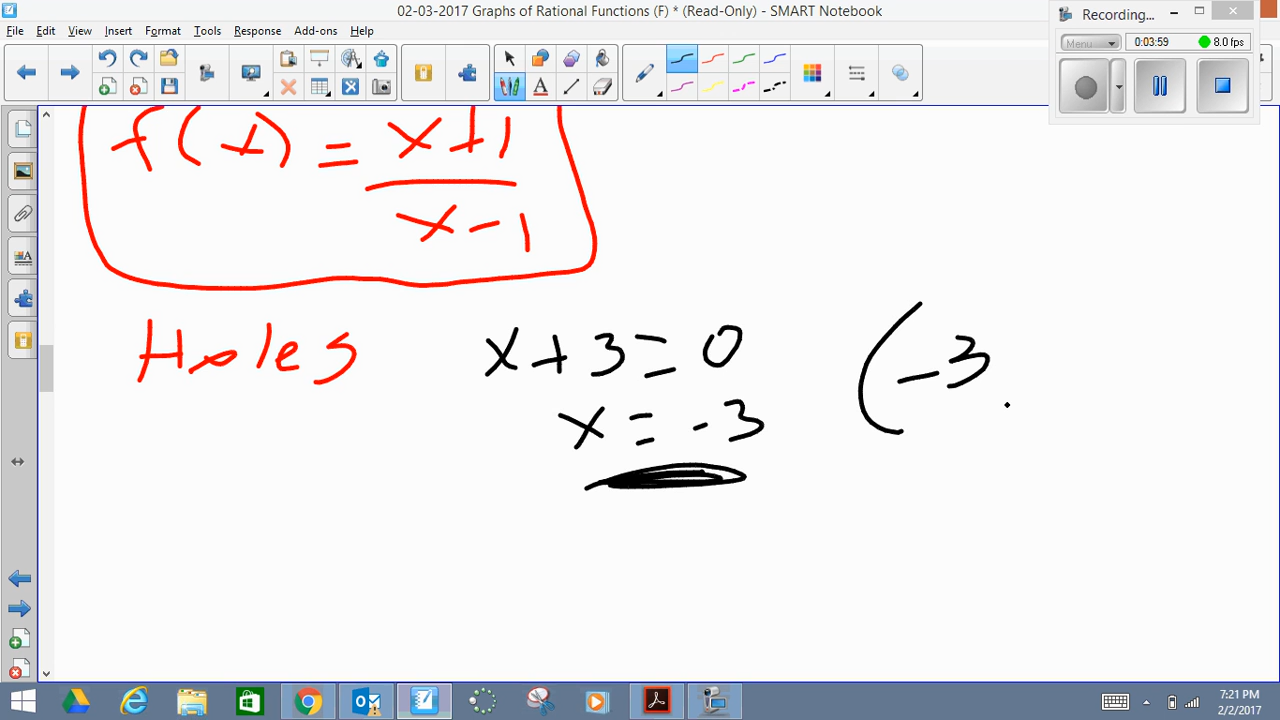 02-03-2017 Graphs of Rational Functions (F) * (Read-Only) - SMART Notebook
Recording...
File Edit View Insert Format Tools Response Add-ons Help
Menu 0:03:59 8.0 fps
f(x) = x+1
x-1
Holes x+3=0 (-3
x = -3
7:21 PM
2/2/2017